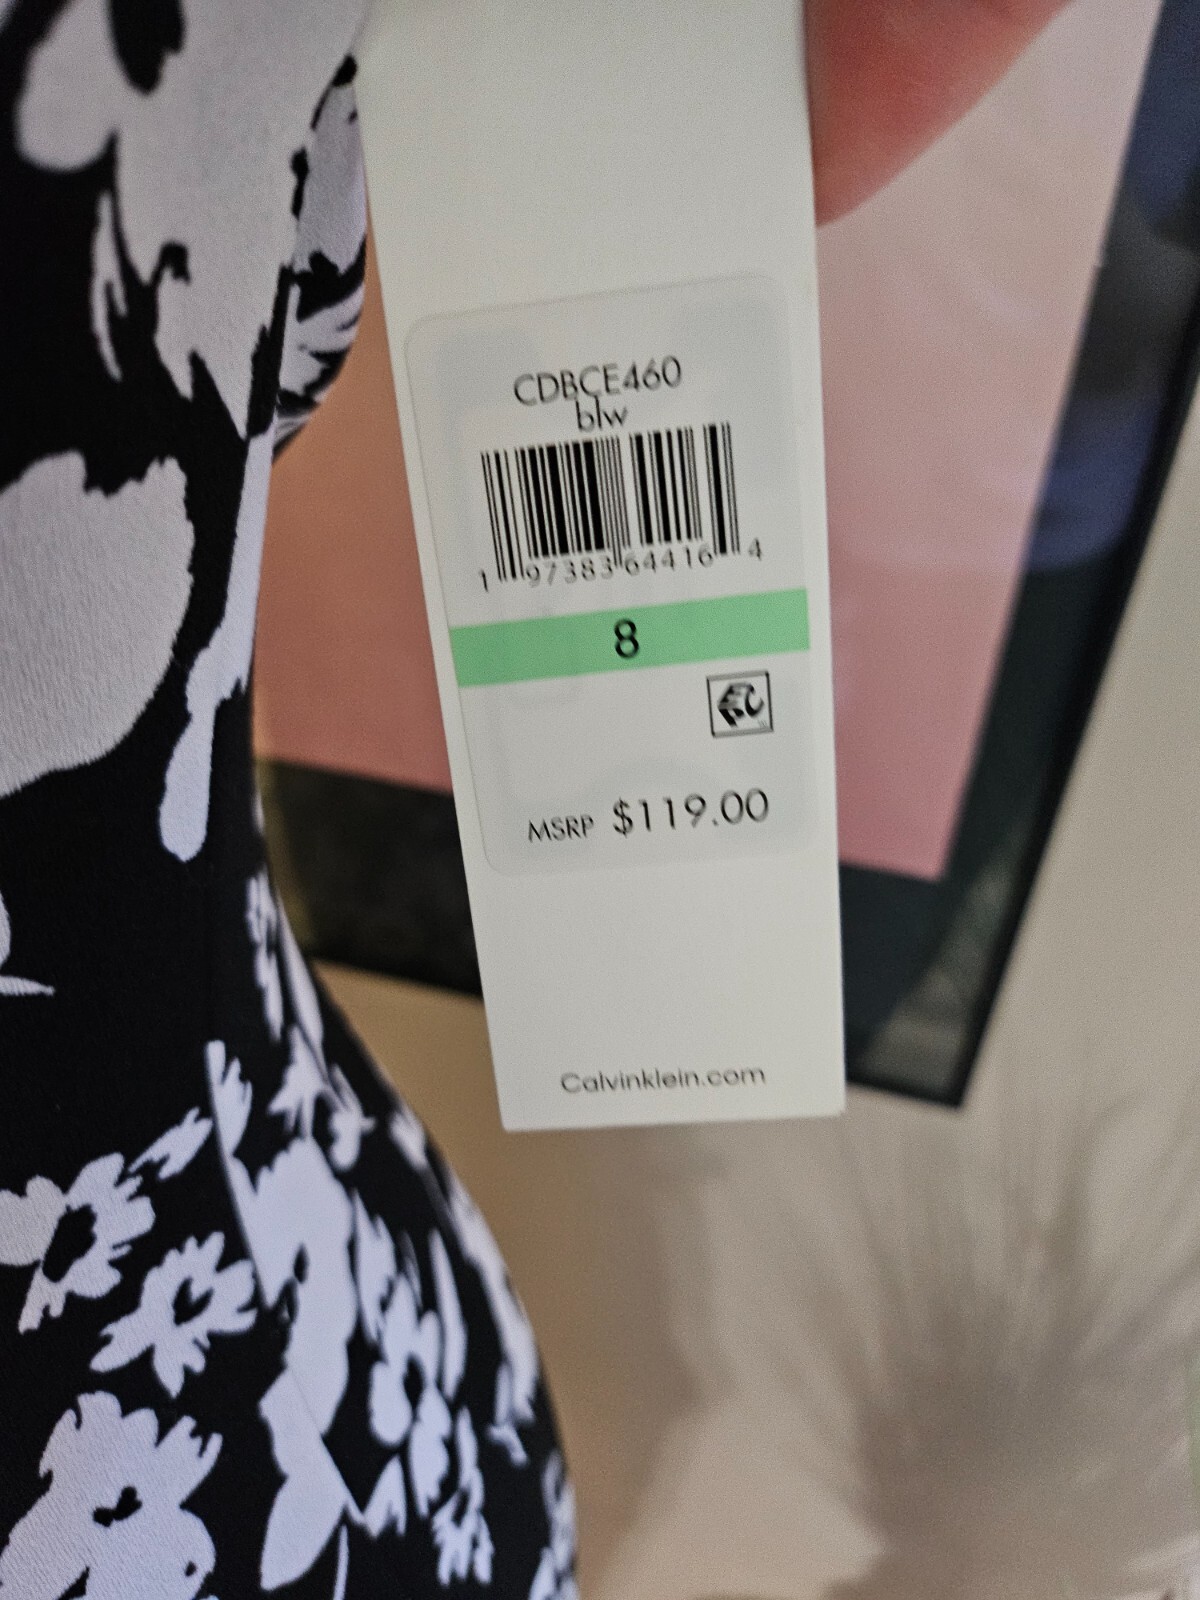 CDBCE460
blw
1 97383 64416 4
8
MSRP $119.00
Calvinklein.com